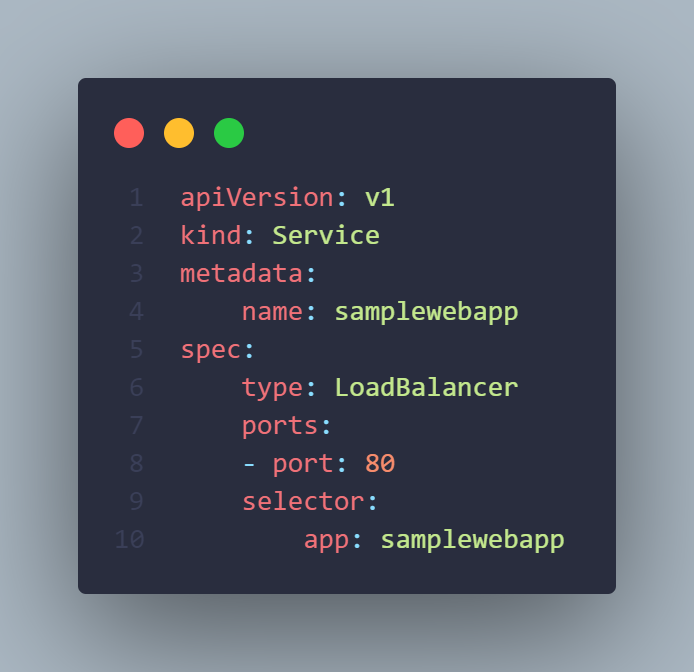 1 apiVersion: v1
2 kind: Service
3 metadata:
4     name: samplewebapp
5 spec:
6     type: LoadBalancer
7     ports:
8     - port: 80
9     selector:
10         app: samplewebapp